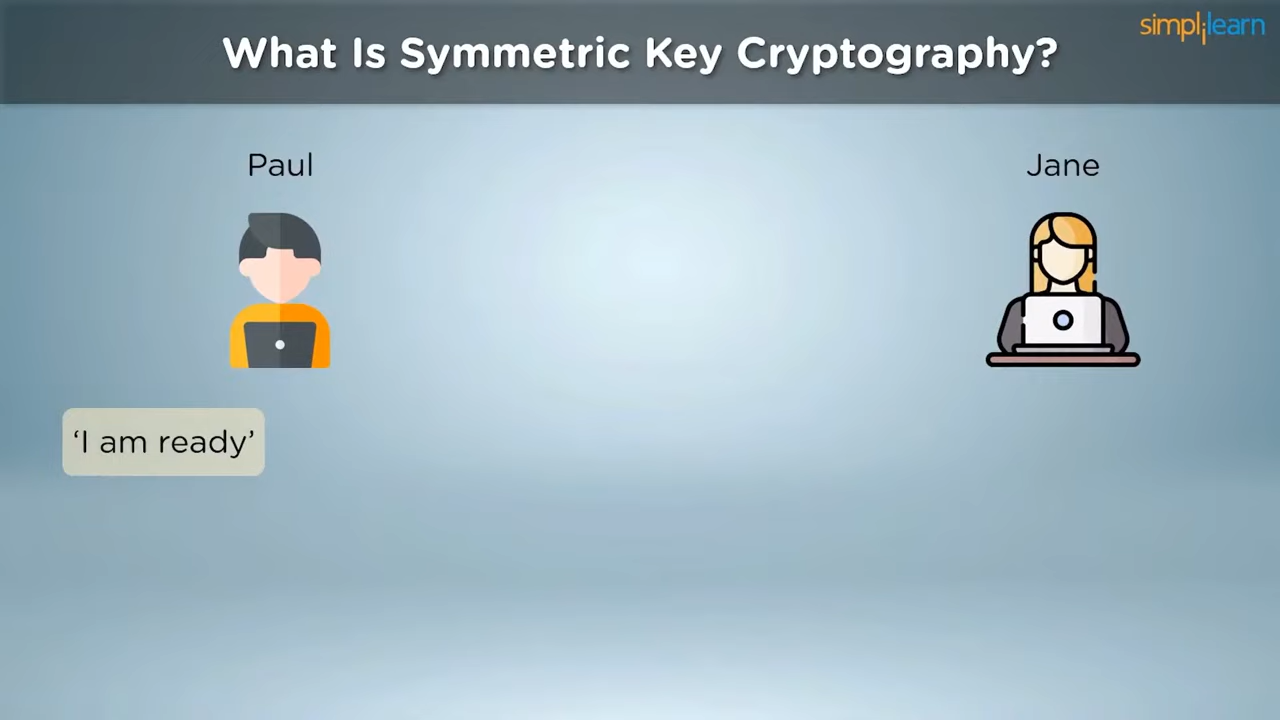 What Is Symmetric Key Cryptography?
simplilearn
Paul
Jane
‘I am ready’